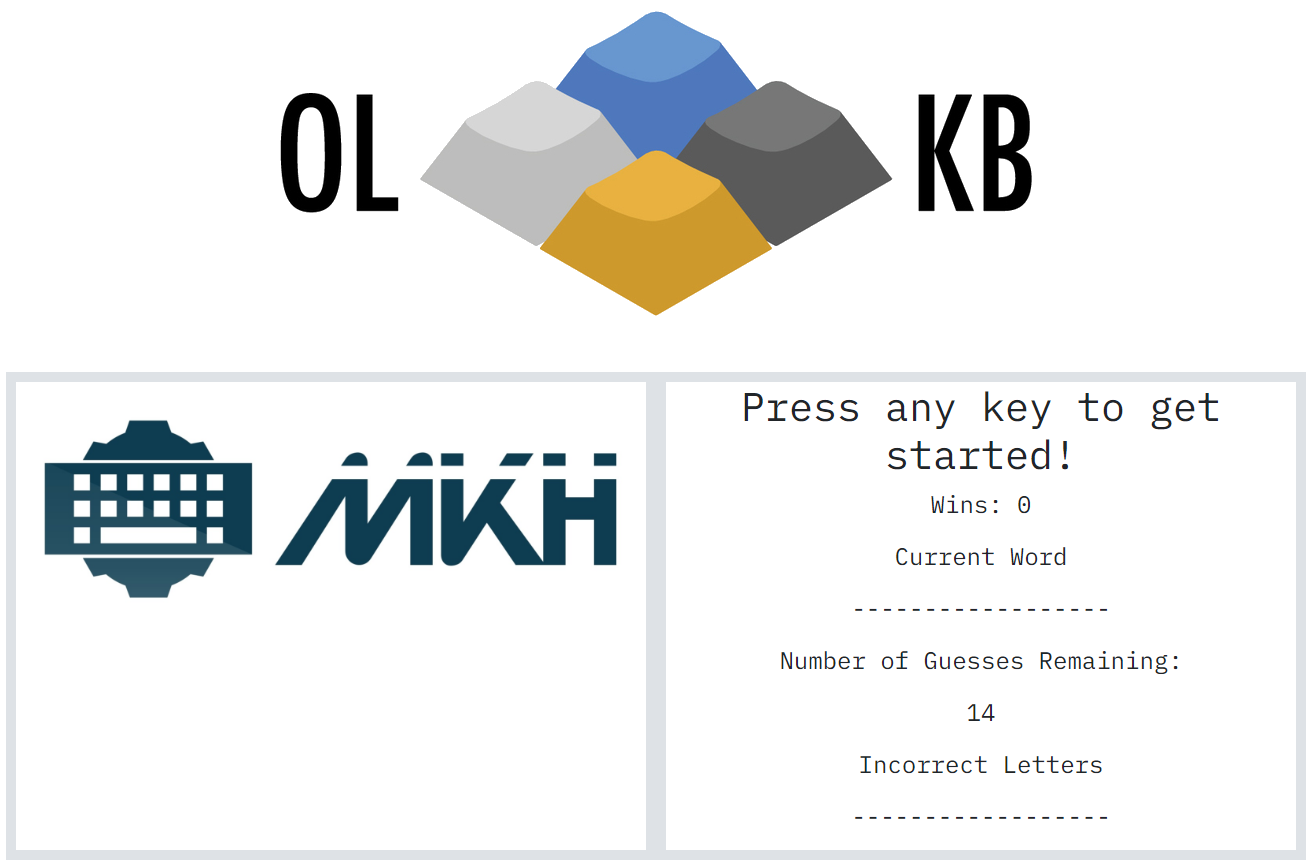 OL KB
MKH
Press any key to get
started!
Wins: 0
Current Word
------------------
Number of Guesses Remaining:
14
Incorrect Letters
------------------